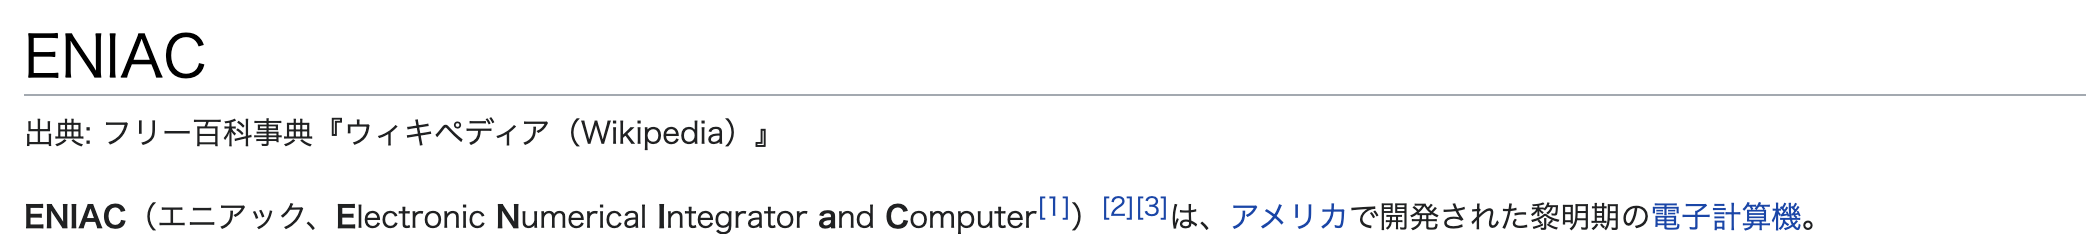 ENIAC
出典: フリー百科事典『ウィキペディア（Wikipedia）』
ENIAC（エニアック、Electronic Numerical Integrator and Computer[1]）[2][3]は、アメリカで開発された黎明期の電子計算機。